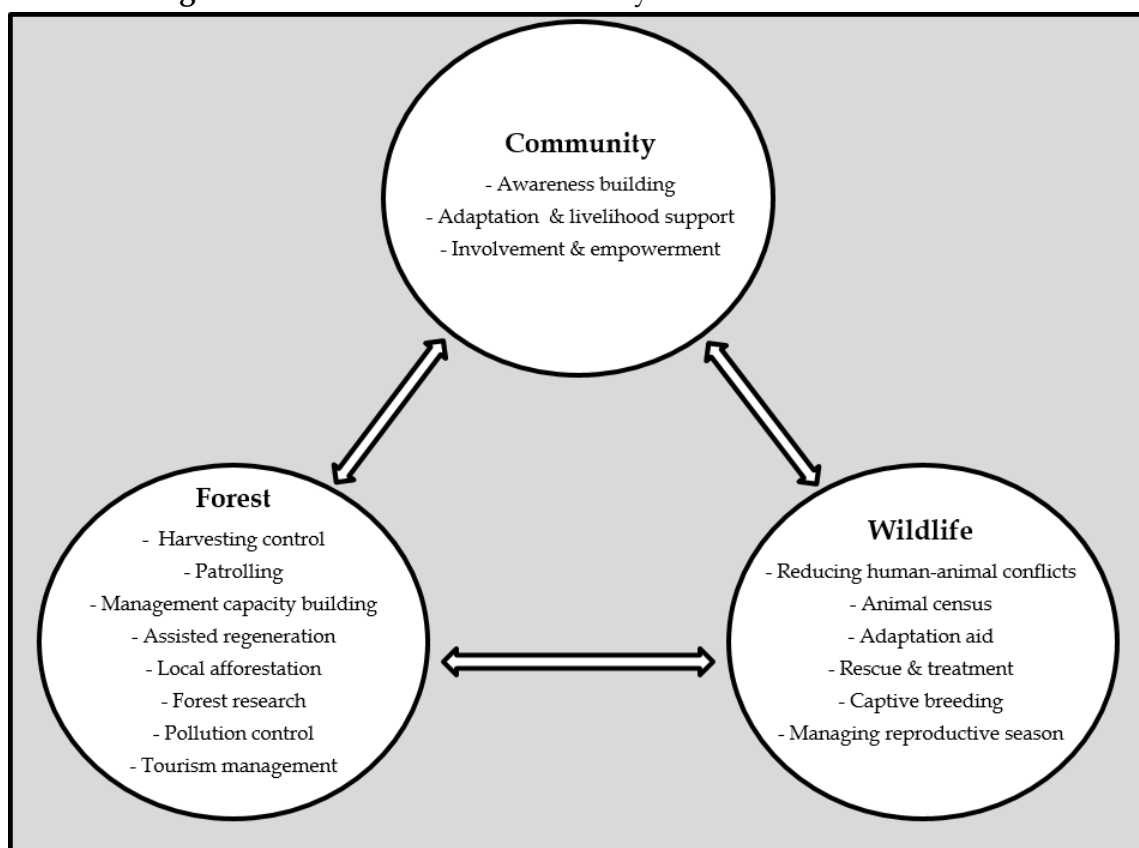 Community
- Awareness building
- Adaptation & livelihood support
- Involvement & empowerment
Forest
- Harvesting control
- Patrolling
- Management capacity building
- Assisted regeneration
- Local afforestation
- Forest research
- Pollution control
- Tourism management
Wildlife
- Reducing human-animal conflicts
- Animal census
- Adaptation aid
- Rescue & treatment
- Captive breeding
- Managing reproductive season